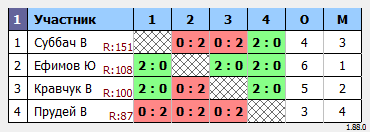 1 Участник 1 2 3 4 О М
1 Суббач В R:151 0 : 2 0 : 2 2 : 0 4 3
2 Ефимов Ю R:108 2 : 0 2 : 0 2 : 0 6 1
3 Кравчук В R:100 2 : 0 0 : 2 2 : 0 5 2
4 Прудей В R:87 0 : 2 0 : 2 0 : 2 3 4
1.88.0